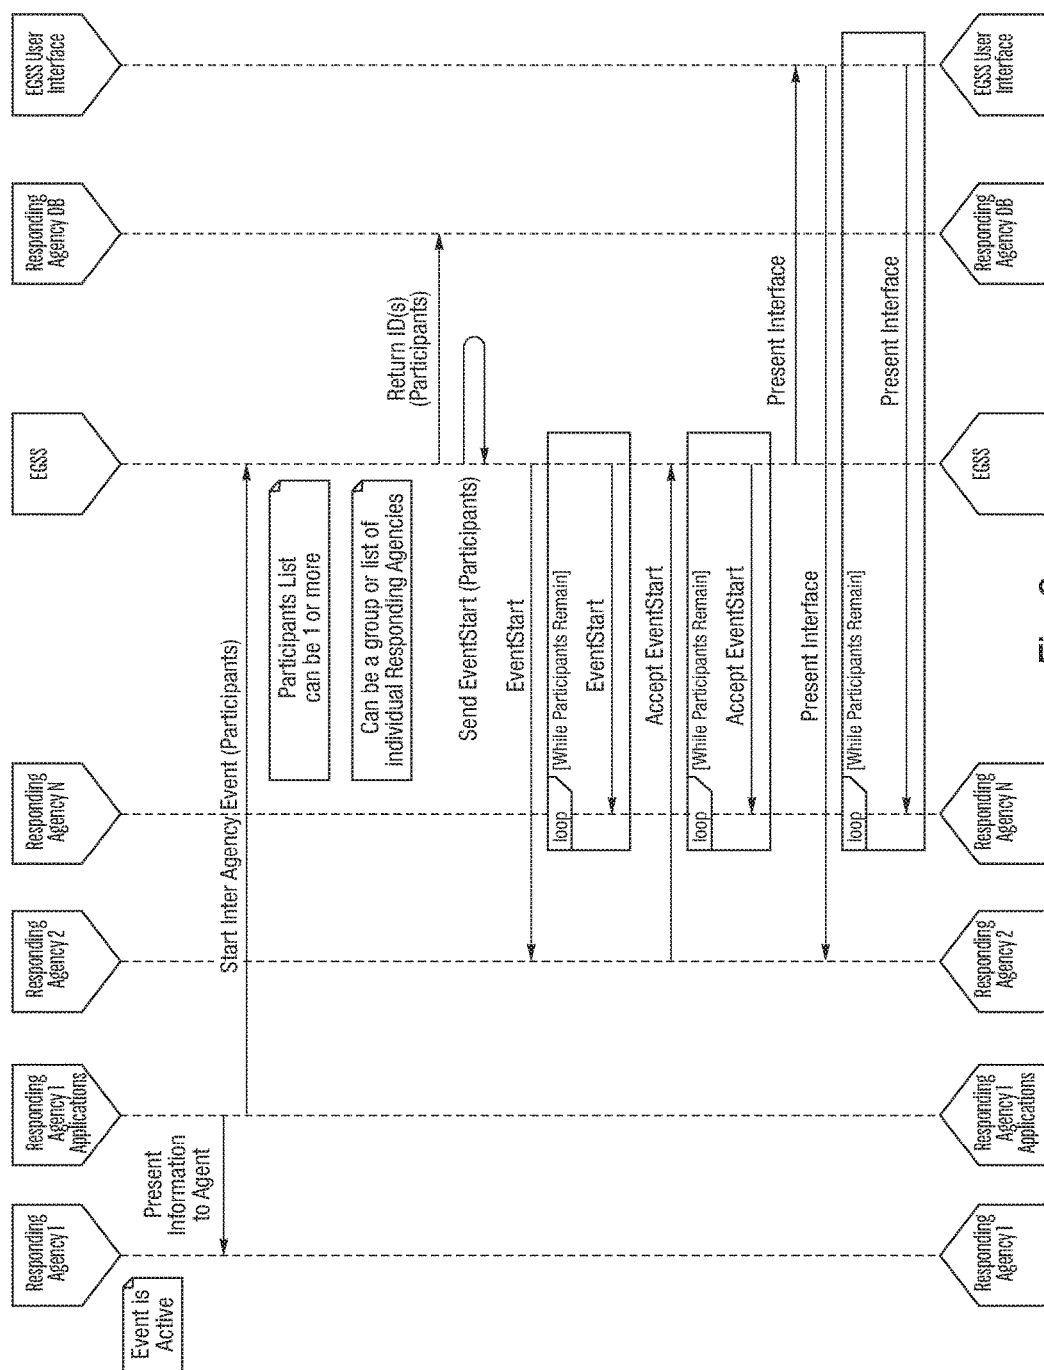 Responding
Agency 1
Responding
Agency 1
Applications
Responding
Agency 2
Responding
Agency N
EGSS
Responding
Agency DB
EGSS User
Interface
Event is
Active
Present
Information
to Agent
Start Inter Agency Event (Participants)
Participants List
can be 1 or more
Can be a group or list of
individual Responding Agencies
Return ID(s)
(Participants)
Send EventStart (Participants)
EventStart
loop
[While Participants Remain]
EventStart
Accept EventStart
loop
[While Participants Remain]
Accept EventStart
Present Interface
Present Interface
loop
[While Participants Remain]
Present Interface
Responding
Agency 1
Responding
Agency 1
Applications
Responding
Agency 2
Responding
Agency N
EGSS
Responding
Agency DB
EGSS User
Interface